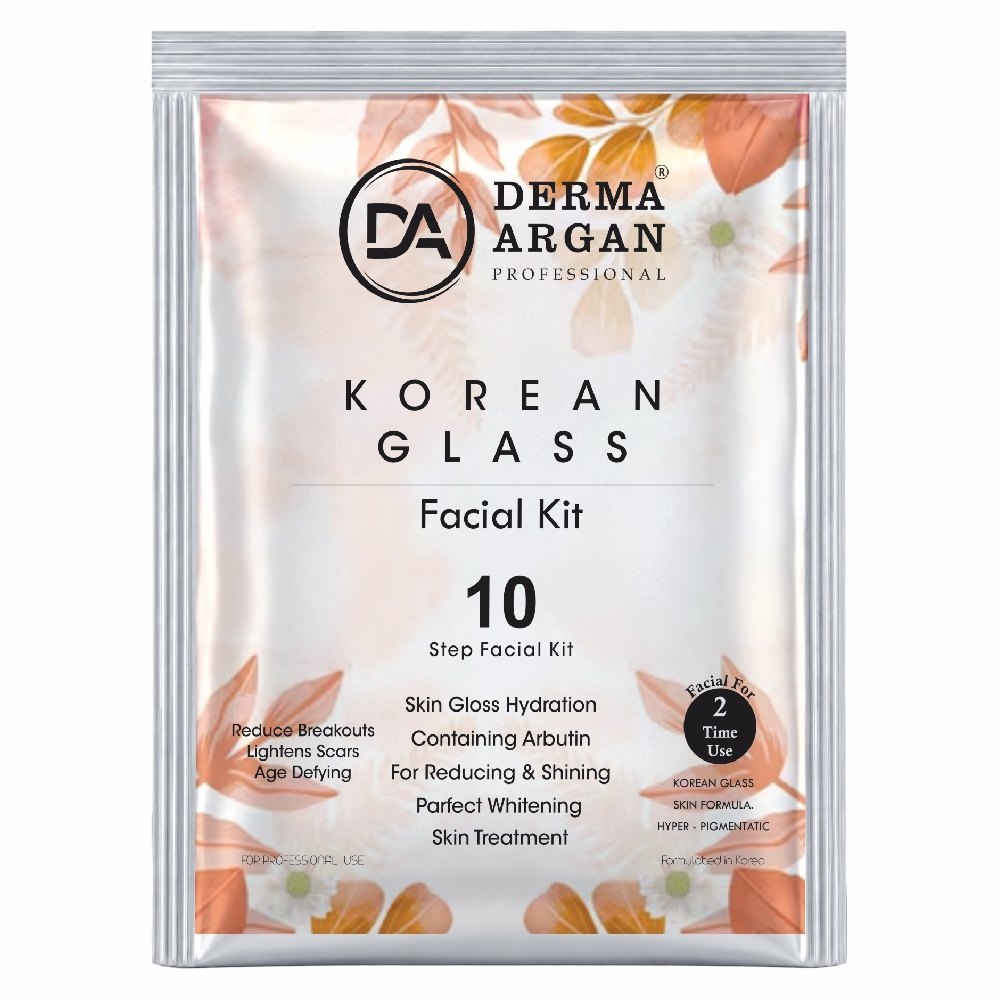 DA
DERMA®
ARGAN
PROFESSIONAL
KOREAN
GLASS
Facial Kit
10
Step Facial Kit
Skin Gloss Hydration
Containing Arbutin
For Reducing & Shining
Parfect Whitening
Skin Treatment
Reduce Breakouts
Lightens Scars
Age Defying
FOR PROFESSIONAL USE
Facial For
2
Time
Use
KOREAN GLASS
SKIN FORMULA.
HYPER - PIGMENTATIC
Formulated in Korea